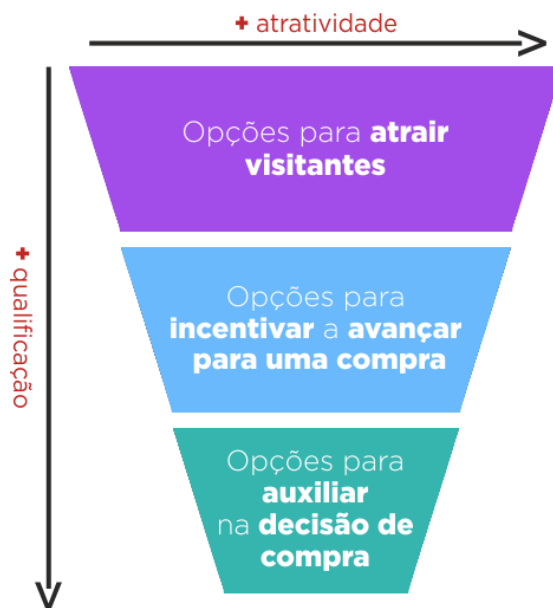 + atratividade
+ qualificação
Opções para atrair
visitantes
Opções para
incentivar a avançar
para uma compra
Opções para
auxiliar
na decisão de
compra